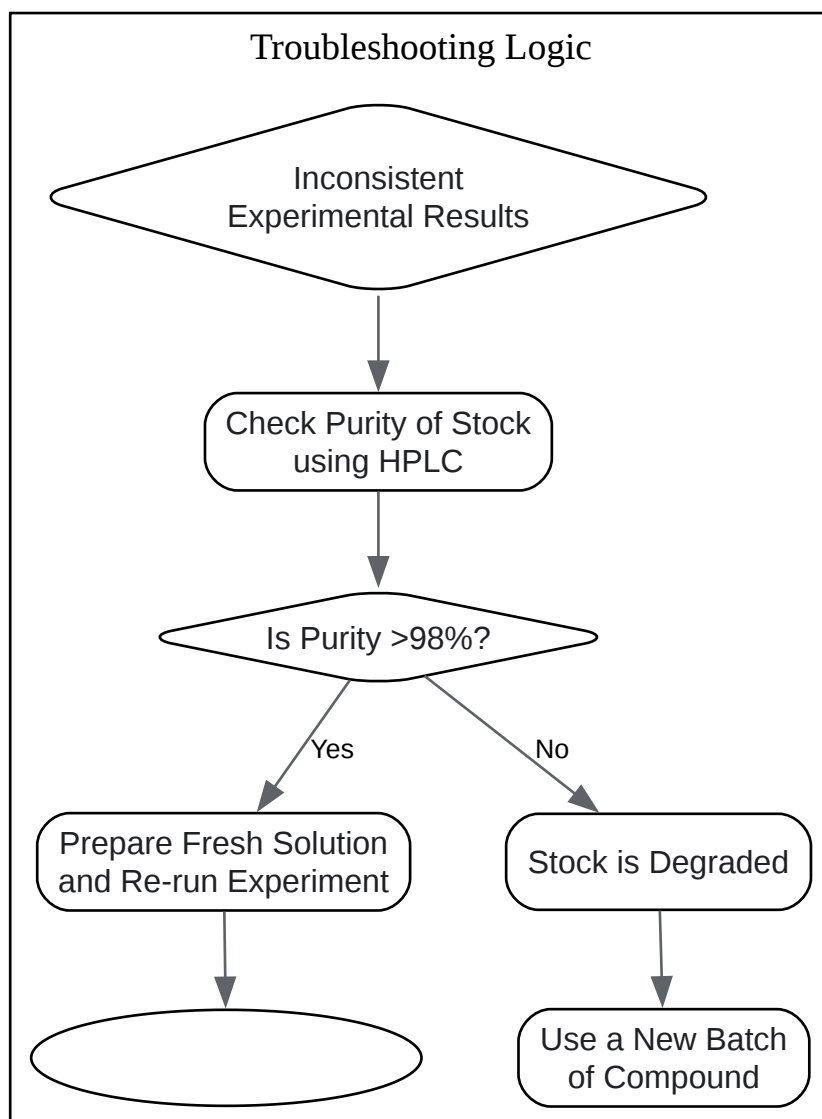 Troubleshooting Logic
Inconsistent
Experimental Results
Check Purity of Stock
using HPLC
Is Purity >98%?
Yes
No
Prepare Fresh Solution
and Re-run Experiment
Stock is Degraded
Use a New Batch
of Compound